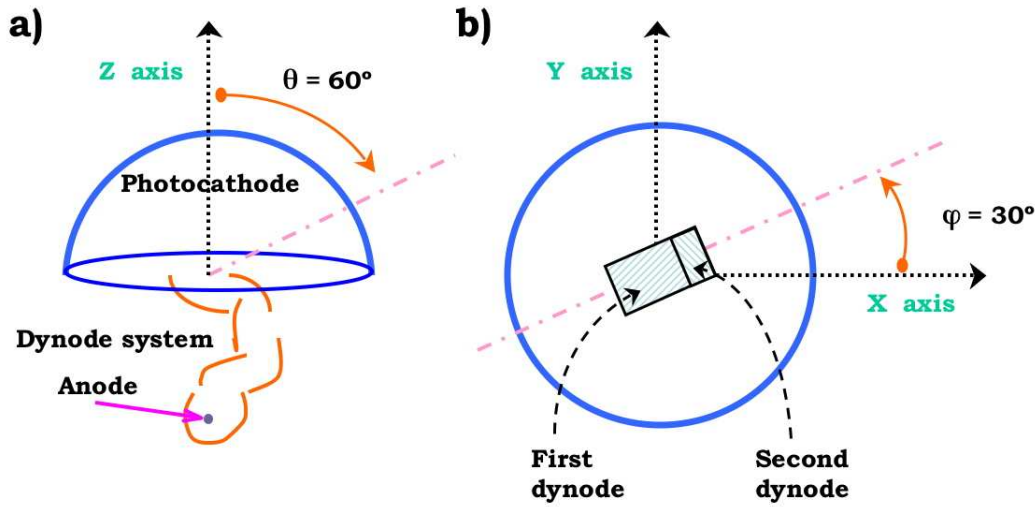 a)
Z axis
θ = 60º
Photocathode
Dynode system
Anode
b)
Y axis
φ = 30º
X axis
First
dynode
Second
dynode